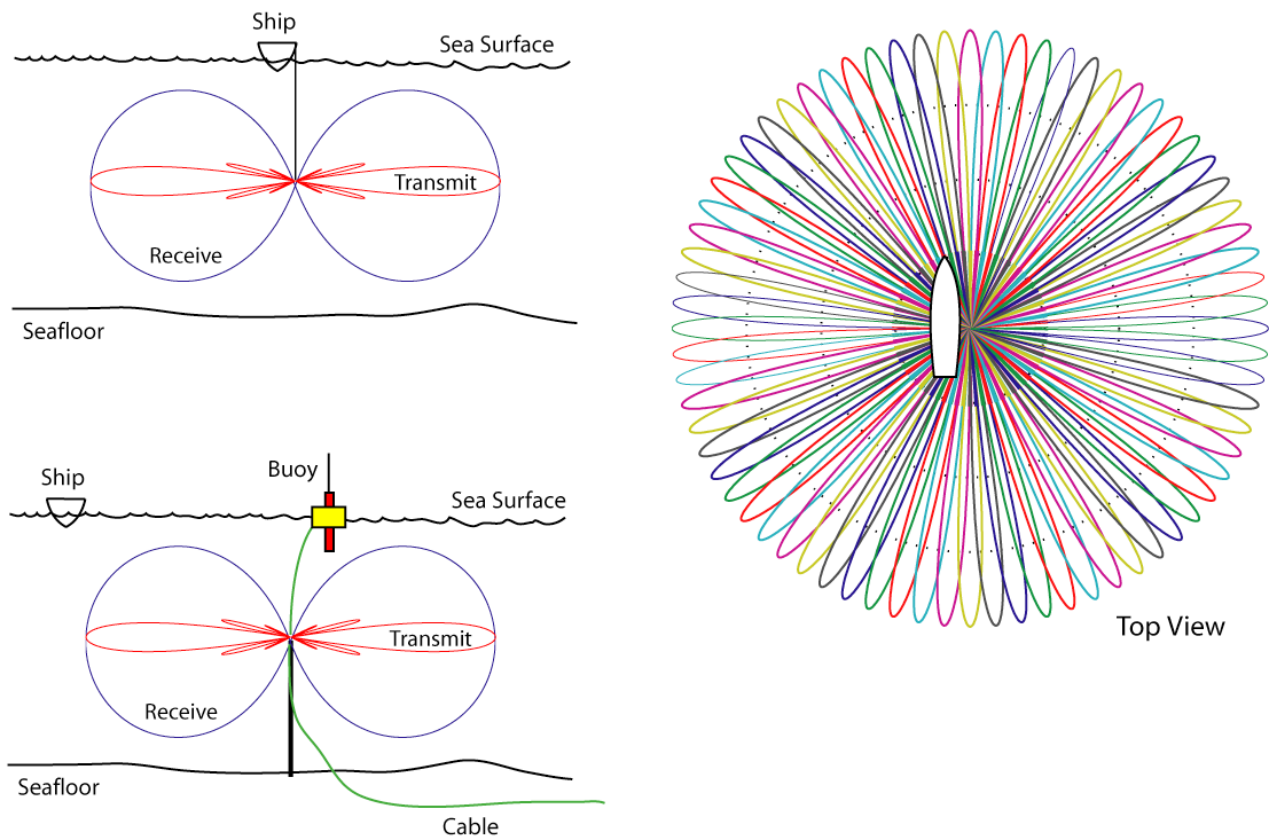 Ship
Sea Surface
Transmit
Receive
Seafloor
Buoy
Ship
Sea Surface
Transmit
Receive
Seafloor
Cable
Top View